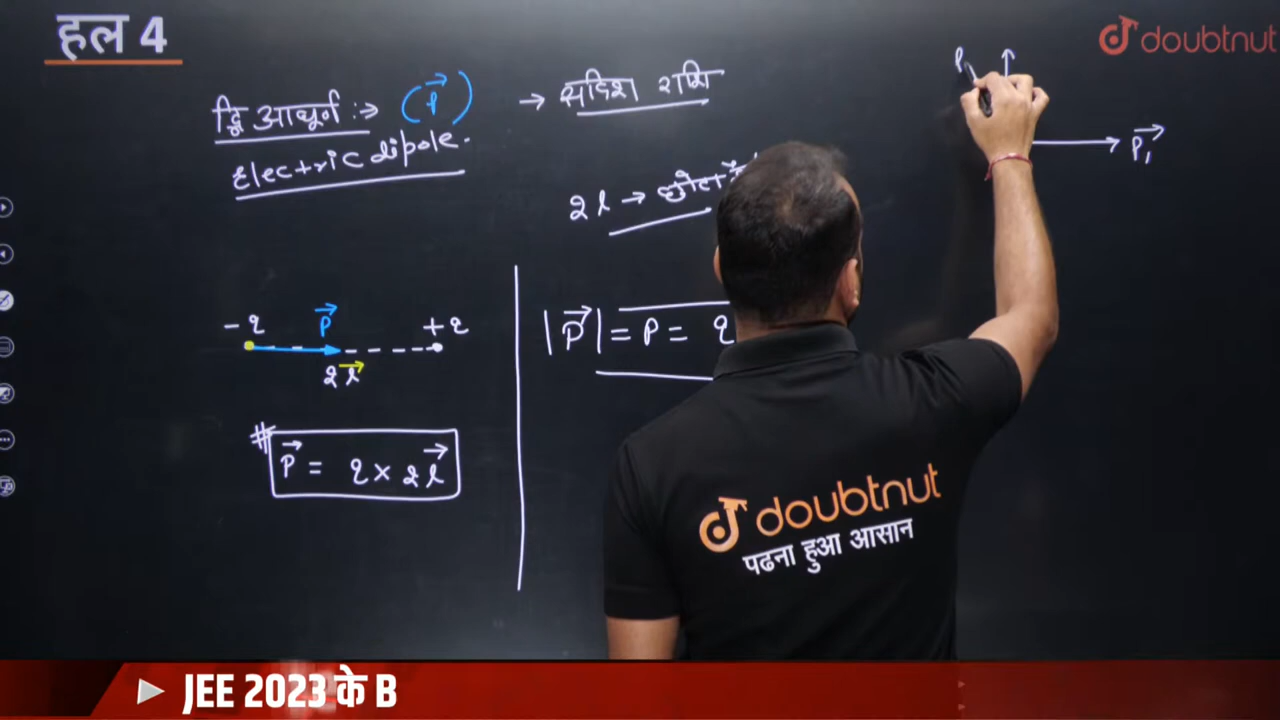 हल 4
doubtnut
द्वि आघूर्ण :→ (P⃗) → सदिश राशि
Electric dipole.
2l →
P⃗₁
- q P⃗ + q
2l⃗
|P⃗| = P = q
# P⃗ = q × 2l⃗
doubtnut
पढना हुआ आसान
JEE 2023 के B